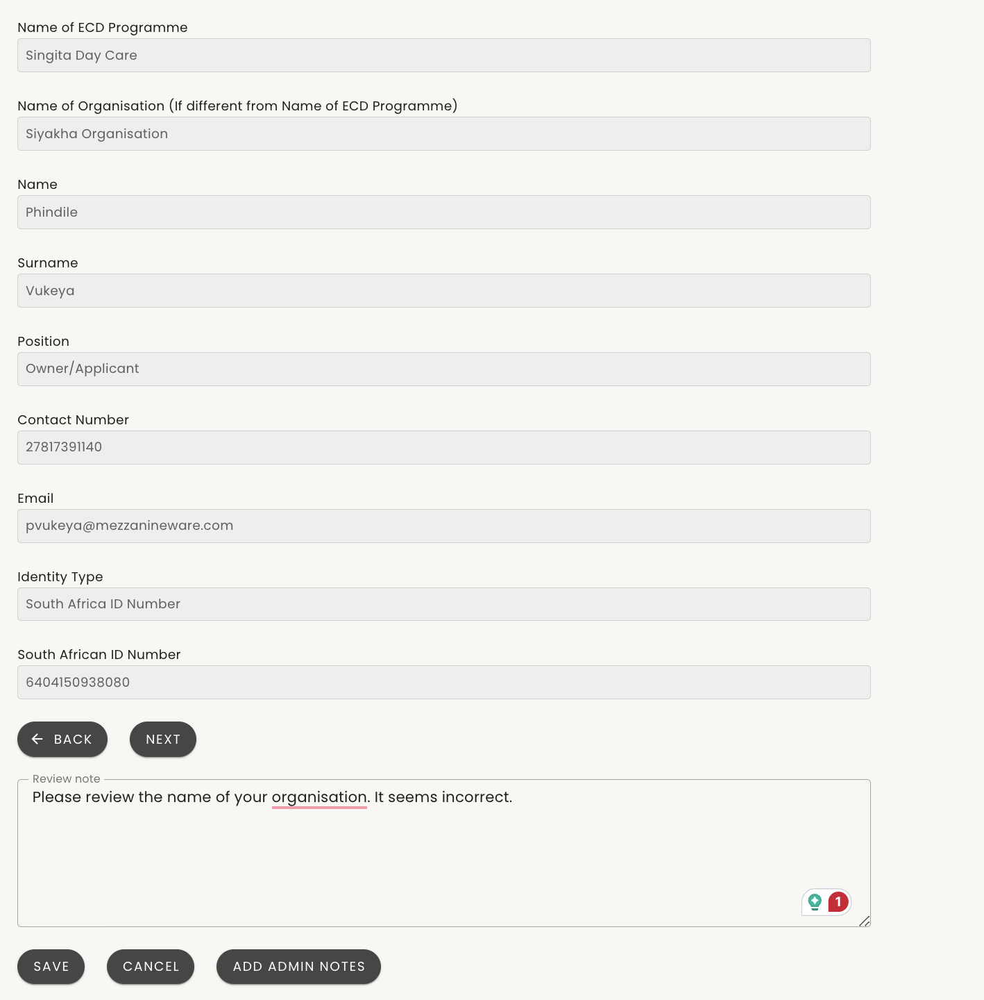 Name of ECD Programme
Singita Day Care
Name of Organisation (If different from Name of ECD Programme)
Siyakha Organisation
Name
Phindile
Surname
Vukeya
Position
Owner/Applicant
Contact Number
27817391140
Email
pvukeya@mezzanineware.com
Identity Type
South Africa ID Number
South African ID Number
6404150938080
BACK
NEXT
Review note
Please review the name of your organisation. It seems incorrect.
1
SAVE
CANCEL
ADD ADMIN NOTES